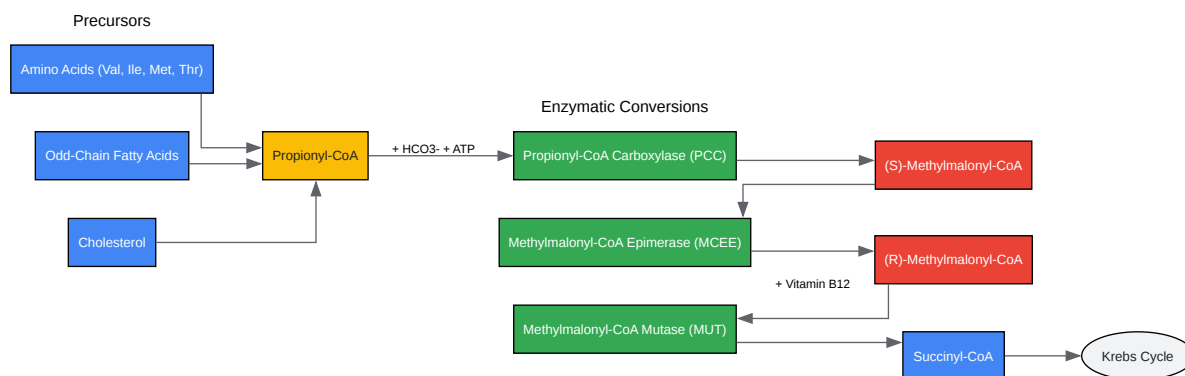 Precursors
Amino Acids (Val, Ile, Met, Thr)
Enzymatic Conversions
Odd-Chain Fatty Acids
Propionyl-CoA
+ HCO3- + ATP
Propionyl-CoA Carboxylase (PCC)
(S)-Methylmalonyl-CoA
Cholesterol
Methylmalonyl-CoA Epimerase (MCEE)
(R)-Methylmalonyl-CoA
+ Vitamin B12
Methylmalonyl-CoA Mutase (MUT)
Succinyl-CoA
Krebs Cycle